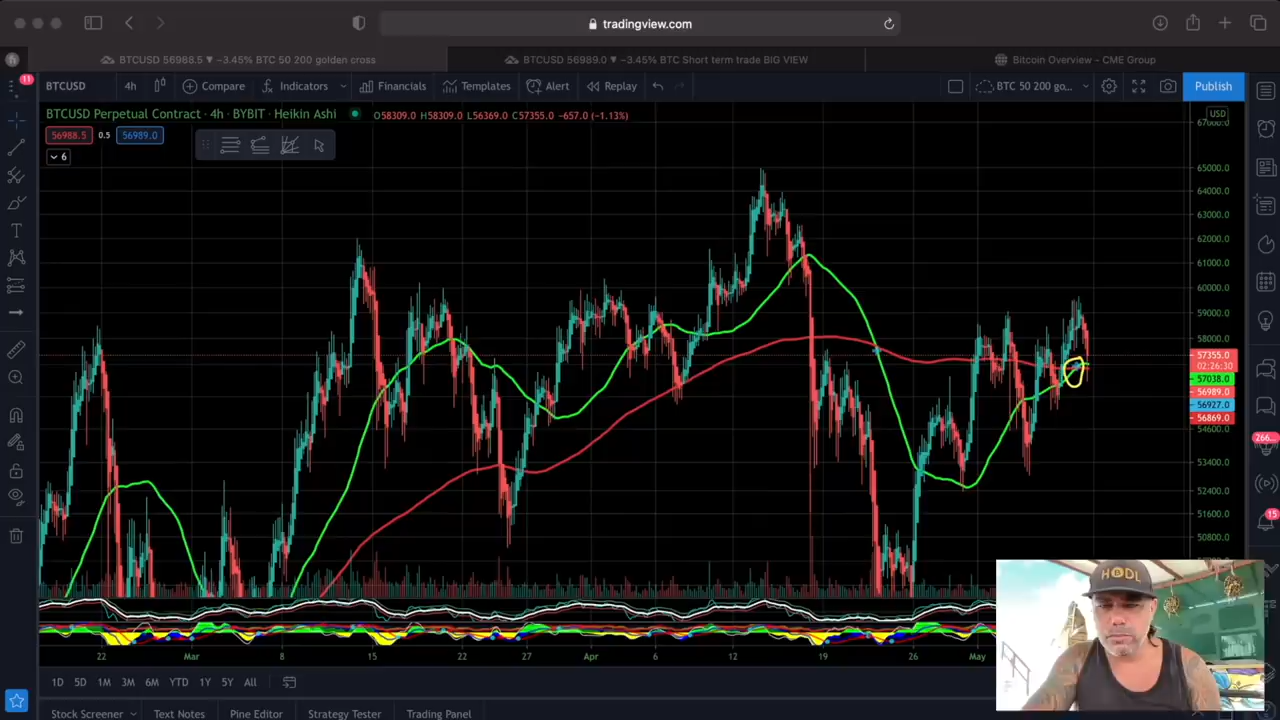 tradingview.com
BTCUSD 56988.5 ▼ −3.45% BTC 50 200 golden cross
BTCUSD 56989.0 ▼ −3.45% BTC Short term trade BIG VIEW
Bitcoin Overview – CME Group
11
BTCUSD 4h Compare Indicators Financials Templates Alert Replay BTC 50 200 go... Publish
BTCUSD Perpetual Contract · 4h · BYBIT · Heikin Ashi O58309.0 H58309.0 L56369.0 C57355.0 −657.0 (−1.13%)
USD
56988.5 0.5 56989.0
6
67000.0
65000.0
64000.0
63000.0
62000.0
61000.0
60000.0
59000.0
58000.0
57355.0
02:26:30
57038.0
56989.0
56927.0
56869.0
54600.0
53400.0
52400.0
51600.0
50800.0
266...
15
HODL
22 Mar 8 15 22 27 Apr 6 12 19 26 May
1D 5D 1M 3M 6M YTD 1Y 5Y All
Stock Screener Text Notes Pine Editor Strategy Tester Trading Panel